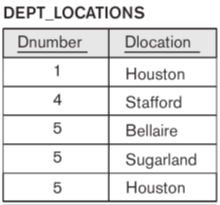 DEPT_LOCATIONS
Dnumber Dlocation
1 Houston
4 Stafford
5 Bellaire
5 Sugarland
5 Houston